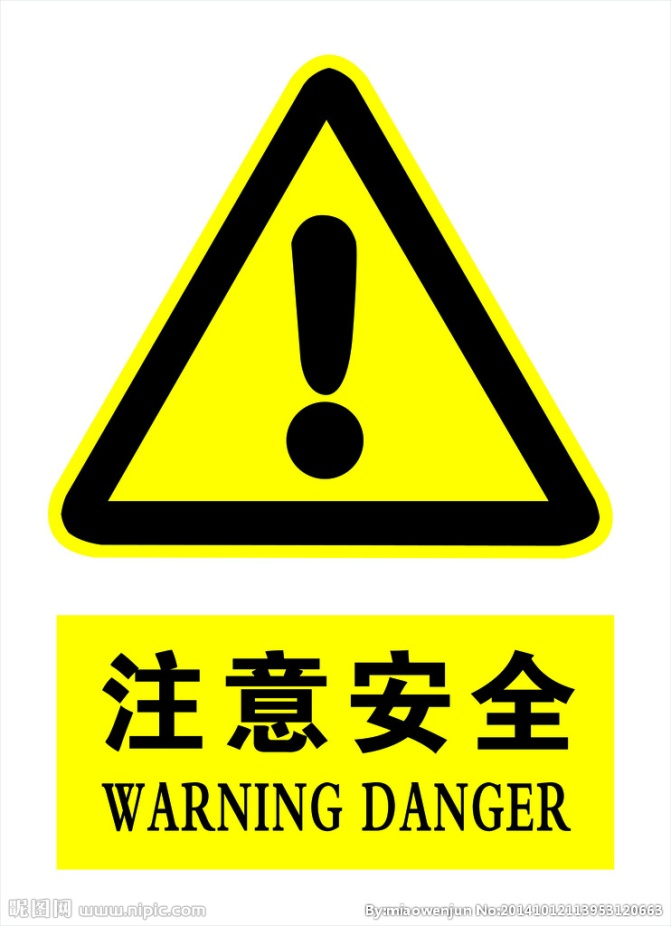 注意安全
WARNING DANGER
昵图网 www.nipic.com
By:miaowenjun No:20141012113953120663